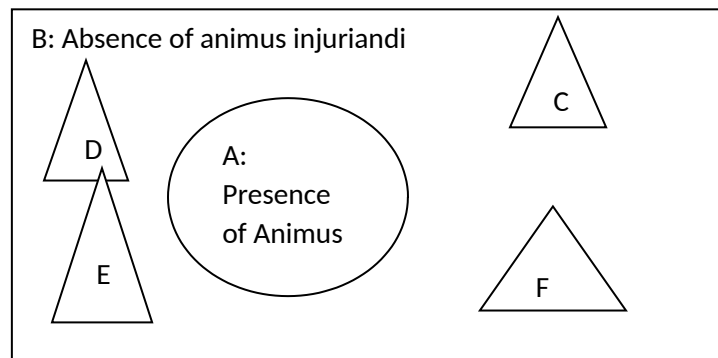 B: Absence of animus injuriandi
C
D
A:
Presence
of Animus
E
F